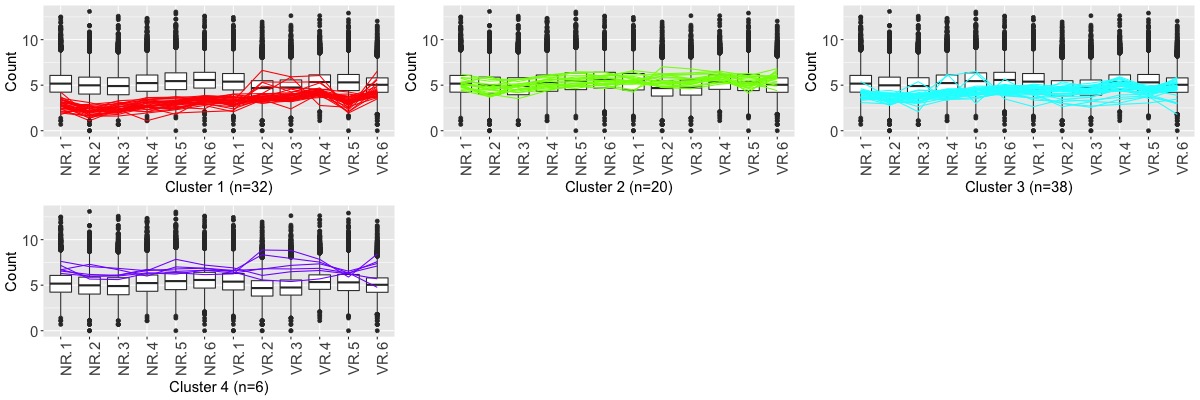 Count
10
5
0
NR.1 NR.2 NR.3 NR.4 NR.5 NR.6 VR.1 VR.2 VR.3 VR.4 VR.5 VR.6
Cluster 1 (n=32)
Count
10
5
0
NR.1 NR.2 NR.3 NR.4 NR.5 NR.6 VR.1 VR.2 VR.3 VR.4 VR.5 VR.6
Cluster 2 (n=20)
Count
10
5
0
NR.1 NR.2 NR.3 NR.4 NR.5 NR.6 VR.1 VR.2 VR.3 VR.4 VR.5 VR.6
Cluster 3 (n=38)
Count
10
5
0
NR.1 NR.2 NR.3 NR.4 NR.5 NR.6 VR.1 VR.2 VR.3 VR.4 VR.5 VR.6
Cluster 4 (n=6)